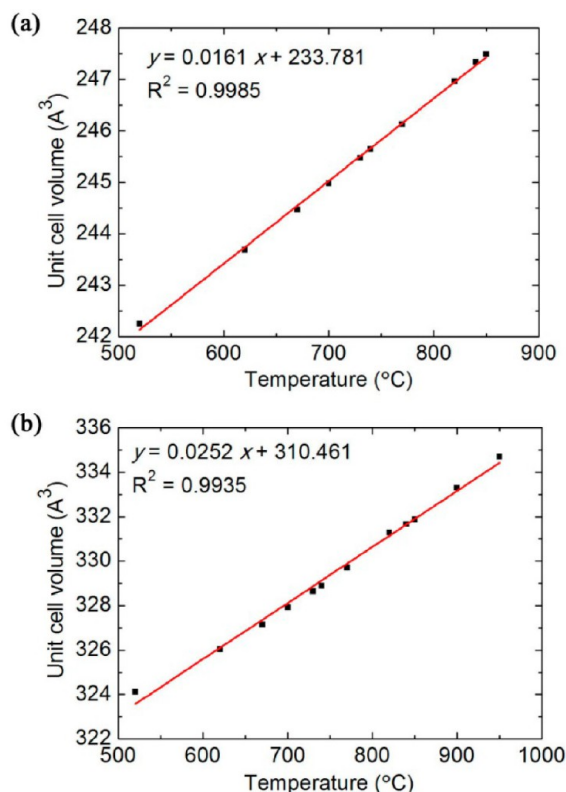 (a)
248
y = 0.0161 x + 233.781
247
R² = 0.9985
246
245
244
243
242
Unit cell volume (A³)
500 600 700 800 900
Temperature (°C)
(b)
336
y = 0.0252 x + 310.461
334
R² = 0.9935
332
330
328
326
324
322
Unit cell volume (A³)
500 600 700 800 900 1000
Temperature (°C)